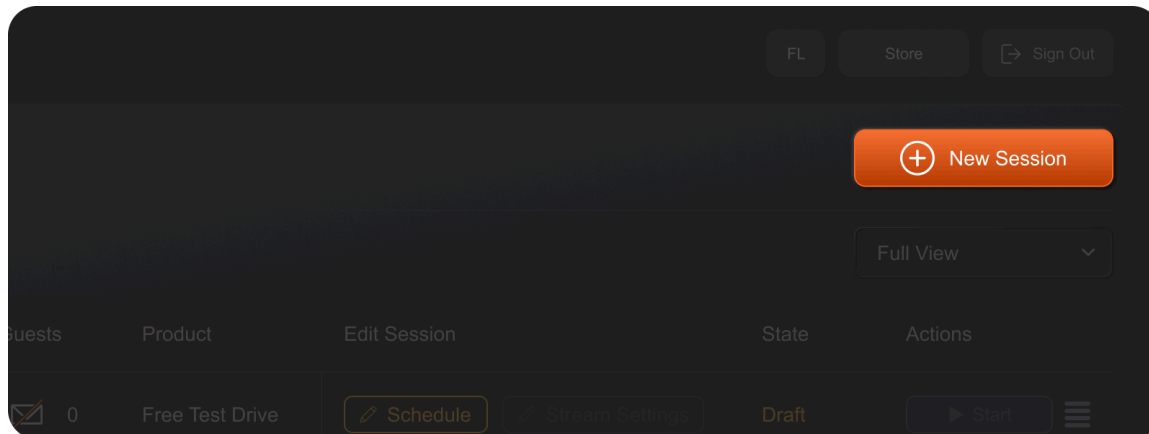 FL Store Sign Out
New Session
Full View
Guests Product Edit Session State Actions
0 Free Test Drive Schedule Stream Settings Draft Start